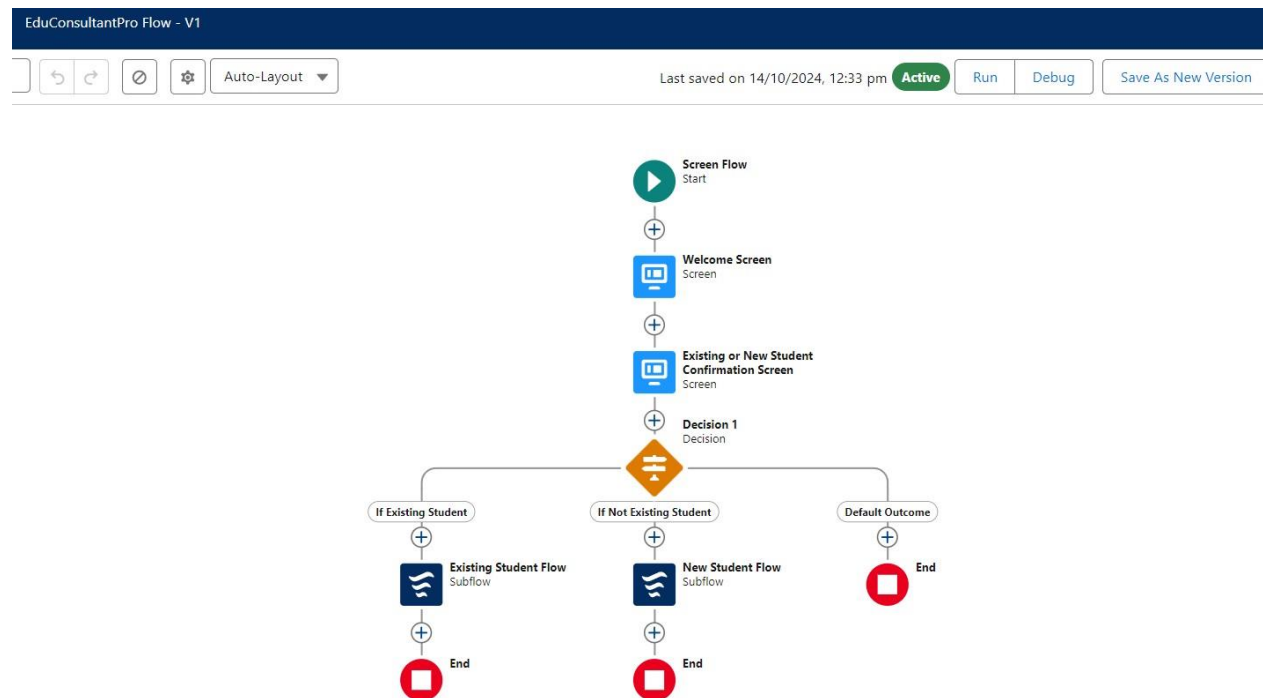 EduConsultantPro Flow - V1
Auto-Layout
Last saved on 14/10/2024, 12:33 pm Active Run Debug Save As New Version
Screen Flow
Start
Welcome Screen
Screen
Existing or New Student
Confirmation Screen
Screen
Decision 1
Decision
If Existing Student If Not Existing Student Default Outcome
Existing Student Flow
Subflow
New Student Flow
Subflow
End
End
End